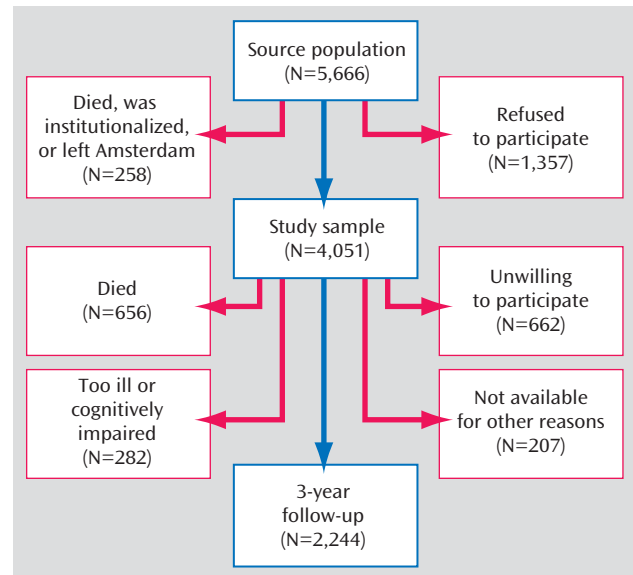 Source population
(N=5,666)
Died, was
institutionalized,
or left Amsterdam
(N=258)
Refused
to participate
(N=1,357)
Study sample
(N=4,051)
Died
(N=656)
Unwilling
to participate
(N=662)
Too ill or
cognitively
impaired
(N=282)
Not available
for other reasons
(N=207)
3-year
follow-up
(N=2,244)